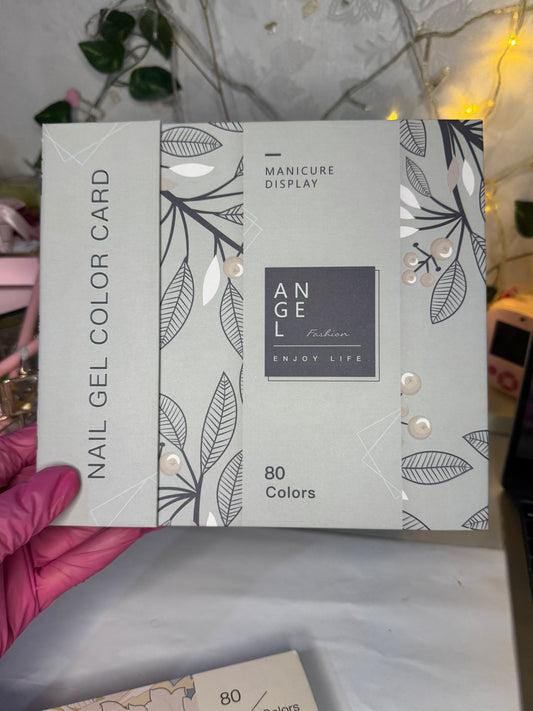 NAIL GEL COLOR CARD
MANICURE
DISPLAY
AN
GE
L
Fashion
ENJOY LIFE
80
Colors
80
Colors